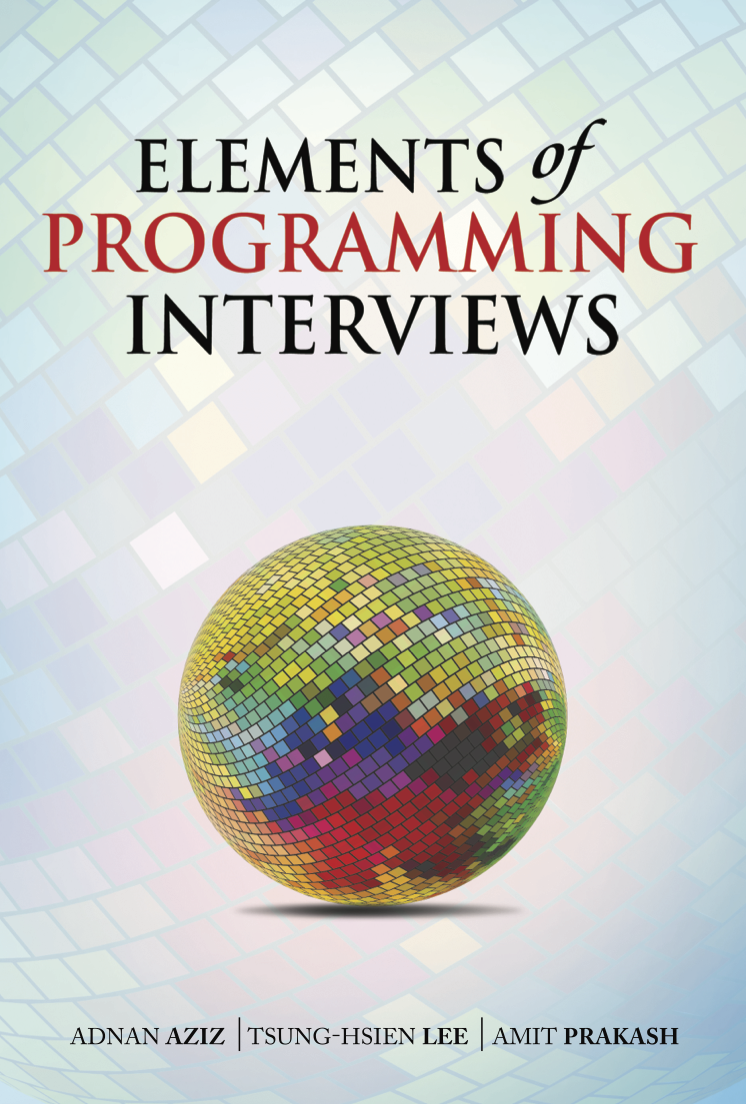 ELEMENTS of
PROGRAMMING
INTERVIEWS
ADNAN AZIZ | TSUNG-HSIEN LEE | AMIT PRAKASH